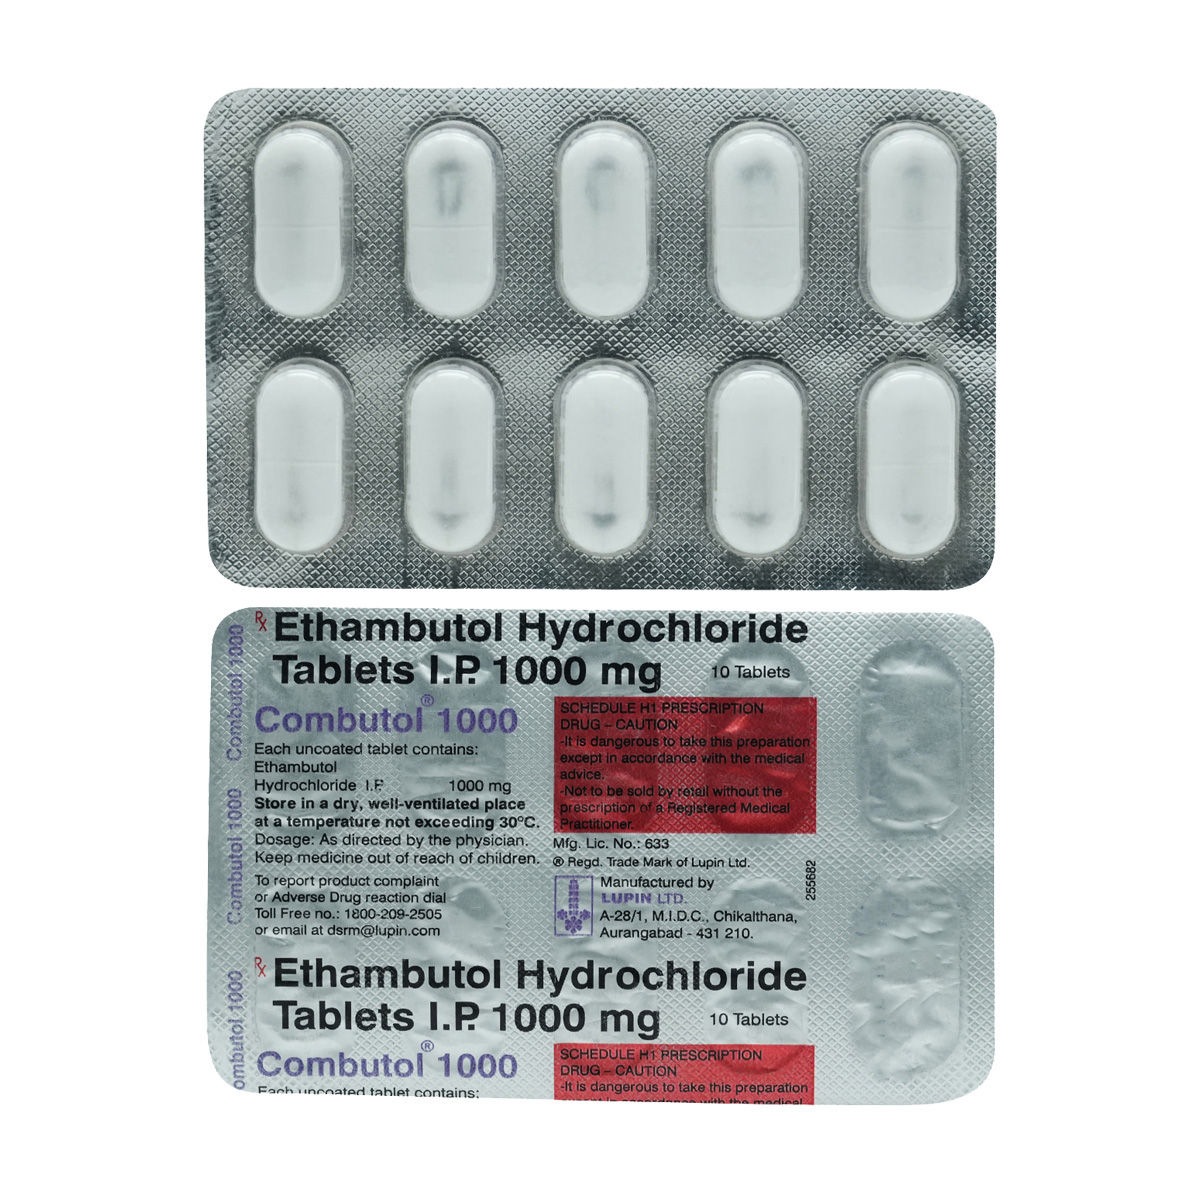 Rx Ethambutol Hydrochloride
Tablets I.P. 1000 mg 10 Tablets
Combutol® 1000
Each uncoated tablet contains:
Ethambutol
Hydrochloride I.P. 1000 mg
Store in a dry, well-ventilated place
at a temperature not exceeding 30°C.
Dosage: As directed by the physician.
Keep medicine out of reach of children.
To report product complaint
or Adverse Drug reaction dial
Toll Free no.: 1800-209-2505
or email at dsrm@lupin.com
SCHEDULE H1 PRESCRIPTION
DRUG – CAUTION
-It is dangerous to take this preparation
except in accordance with the medical
advice.
-Not to be sold by retail without the
prescription of a Registered Medical
Practitioner.
Mfg. Lic. No.: 633
® Regd. Trade Mark of Lupin Ltd.
Manufactured by
LUPIN LTD.
A-28/1, M.I.D.C., Chikalthana,
Aurangabad - 431 210.
255682
Combutol 1000
Combutol 1000
ombutol 1000
Rx Ethambutol Hydrochloride
Tablets I.P. 1000 mg 10 Tablets
Combutol® 1000
Each uncoated tablet contains:
SCHEDULE H1 PRESCRIPTION
DRUG – CAUTION
-It is dangerous to take this preparation
except in accordance with the medical